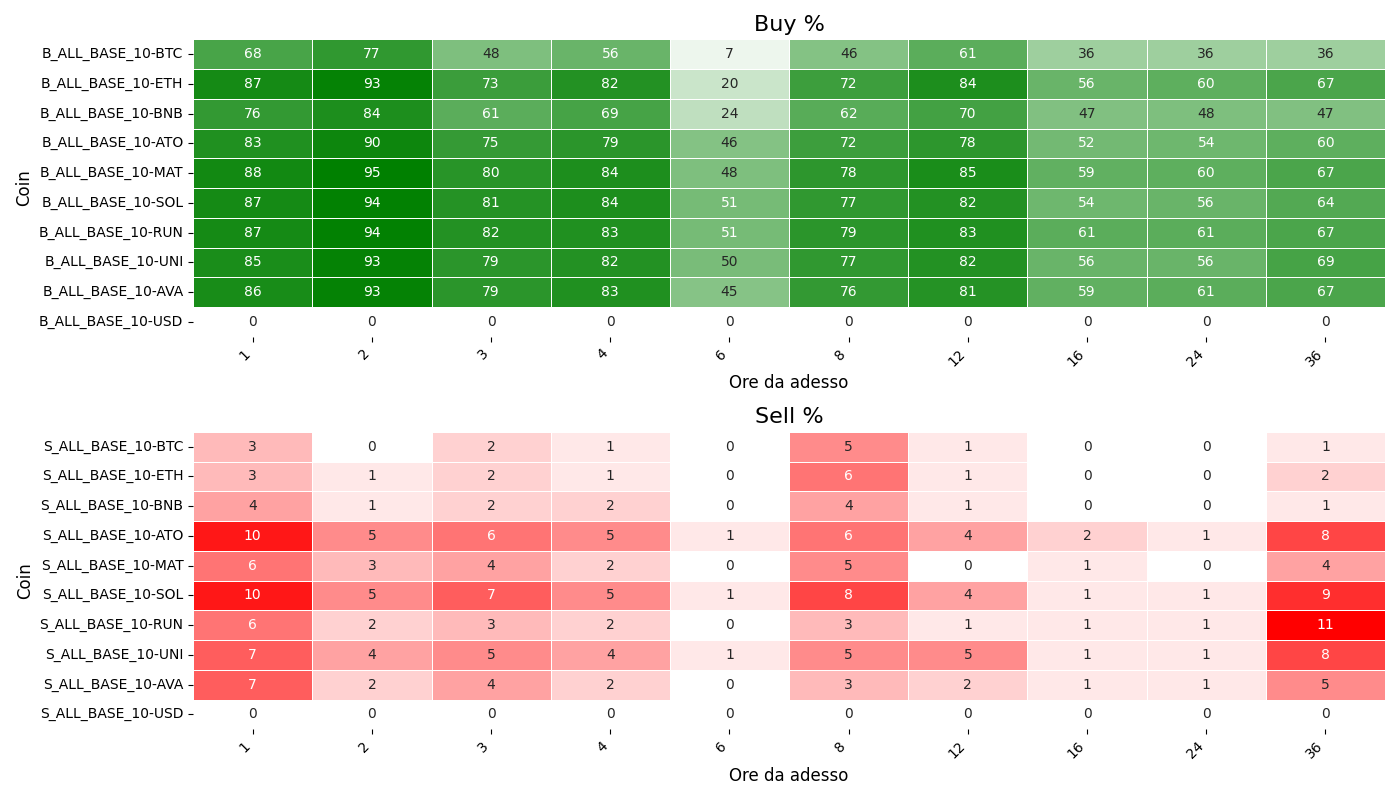 Buy %
Coin
B_ALL_BASE_10-BTC 68 77 48 56 7 46 61 36 36 36
B_ALL_BASE_10-ETH 87 93 73 82 20 72 84 56 60 67
B_ALL_BASE_10-BNB 76 84 61 69 24 62 70 47 48 47
B_ALL_BASE_10-ATO 83 90 75 79 46 72 78 52 54 60
B_ALL_BASE_10-MAT 88 95 80 84 48 78 85 59 60 67
B_ALL_BASE_10-SOL 87 94 81 84 51 77 82 54 56 64
B_ALL_BASE_10-RUN 87 94 82 83 51 79 83 61 61 67
B_ALL_BASE_10-UNI 85 93 79 82 50 77 82 56 56 69
B_ALL_BASE_10-AVA 86 93 79 83 45 76 81 59 61 67
B_ALL_BASE_10-USD 0 0 0 0 0 0 0 0 0 0
1 2 3 4 6 8 12 16 24 36
Ore da adesso
Sell %
Coin
S_ALL_BASE_10-BTC 3 0 2 1 0 5 1 0 0 1
S_ALL_BASE_10-ETH 3 1 2 1 0 6 1 0 0 2
S_ALL_BASE_10-BNB 4 1 2 2 0 4 1 0 0 1
S_ALL_BASE_10-ATO 10 5 6 5 1 6 4 2 1 8
S_ALL_BASE_10-MAT 6 3 4 2 0 5 0 1 0 4
S_ALL_BASE_10-SOL 10 5 7 5 1 8 4 1 1 9
S_ALL_BASE_10-RUN 6 2 3 2 0 3 1 1 1 11
S_ALL_BASE_10-UNI 7 4 5 4 1 5 5 1 1 8
S_ALL_BASE_10-AVA 7 2 4 2 0 3 2 1 1 5
S_ALL_BASE_10-USD 0 0 0 0 0 0 0 0 0 0
1 2 3 4 6 8 12 16 24 36
Ore da adesso